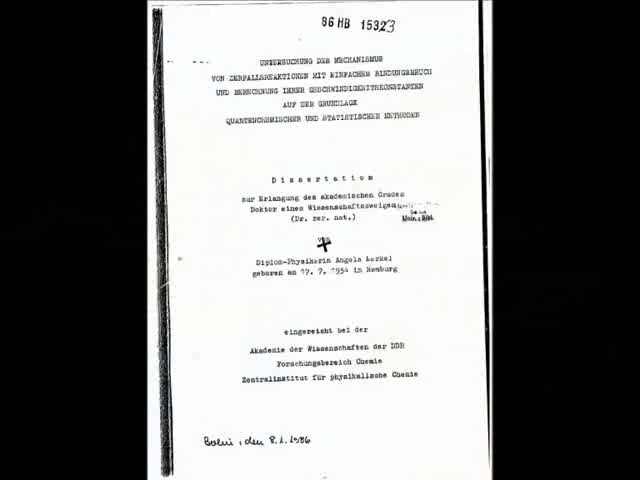 86 HB 15323
UNTERSUCHUNG DES MECHANISMUS
VON ZERFALLSREAKTIONEN MIT EINFACHEM BINDUNGSBRUCH
UND BERECHNUNG IHRER GESCHWINDIGKEITSKONSTANTEN
AUF DER GRUNDLAGE
QUANTENCHEMISCHER UND STATISTISCHER METHODEN
Dissertation
zur Erlangung des akademischen Grades
Doktor eines Wissenschaftszweiges
(Dr. rer. nat.)
von
Diplom-Physikerin Angela Merkel
geboren am 17. 7. 1954 in Hamburg
eingereicht bei der
Akademie der Wissenschaften der DDR
Forschungsbereich Chemie
Zentralinstitut für physikalische Chemie
Berlin, den 8.1.1986